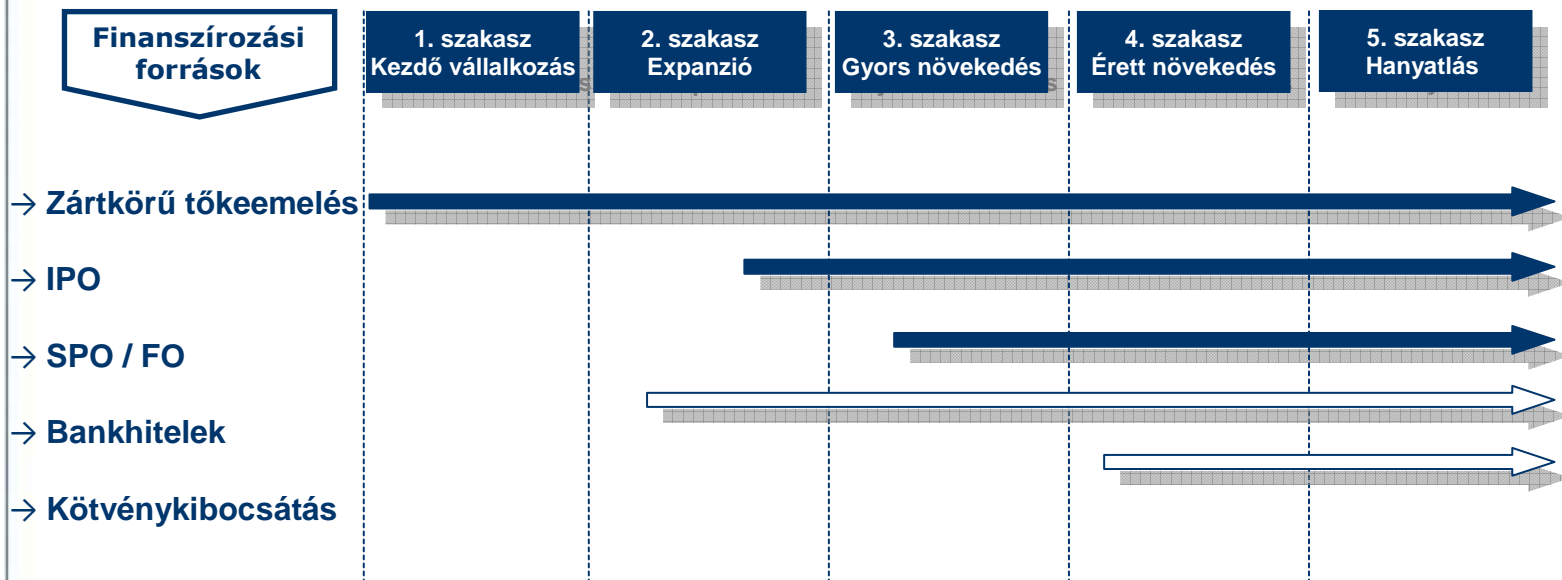 Finanszírozási
források
1. szakasz
Kezdő vállalkozás
2. szakasz
Expanzió
3. szakasz
Gyors növekedés
4. szakasz
Érett növekedés
5. szakasz
Hanyatlás
→ Zártkörű tőkeemelés
→ IPO
→ SPO / FO
→ Bankhitelek
→ Kötvénykibocsátás